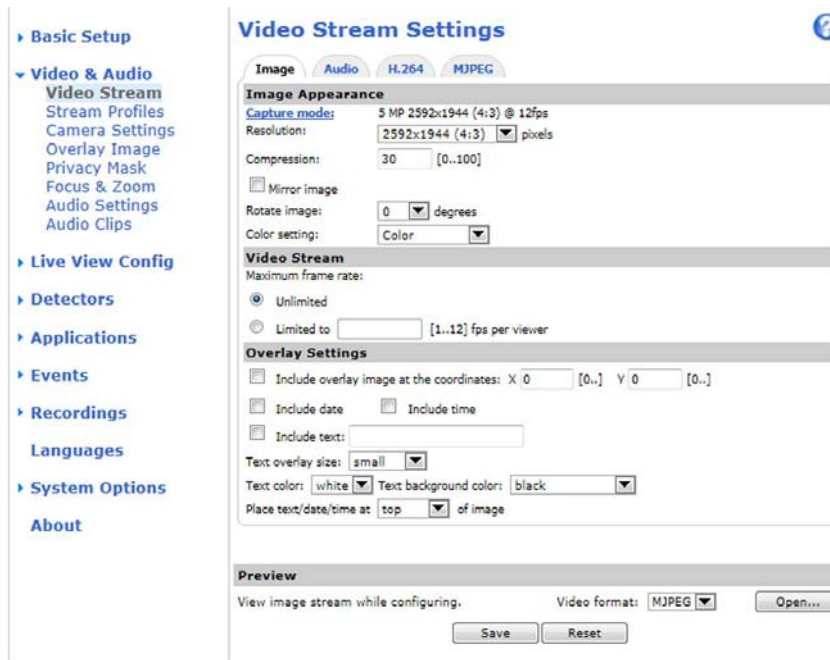 Basic Setup
Video & Audio
Video Stream
Stream Profiles
Camera Settings
Overlay Image
Privacy Mask
Focus & Zoom
Audio Settings
Audio Clips
Live View Config
Detectors
Applications
Events
Recordings
Languages
System Options
About
Video Stream Settings
Image Audio H.264 MJPEG
Image Appearance
Capture mode: 5 MP 2592x1944 (4:3) @ 12fps
Resolution: 2592x1944 (4:3) pixels
Compression: 30 [0..100]
Mirror image
Rotate image: 0 degrees
Color setting: Color
Video Stream
Maximum frame rate:
Unlimited
Limited to [1..12] fps per viewer
Overlay Settings
Include overlay image at the coordinates: X 0 [0..] Y 0 [0..]
Include date Include time
Include text:
Text overlay size: small
Text color: white Text background color: black
Place text/date/time at top of image
Preview
View image stream while configuring. Video format: MJPEG Open...
Save Reset